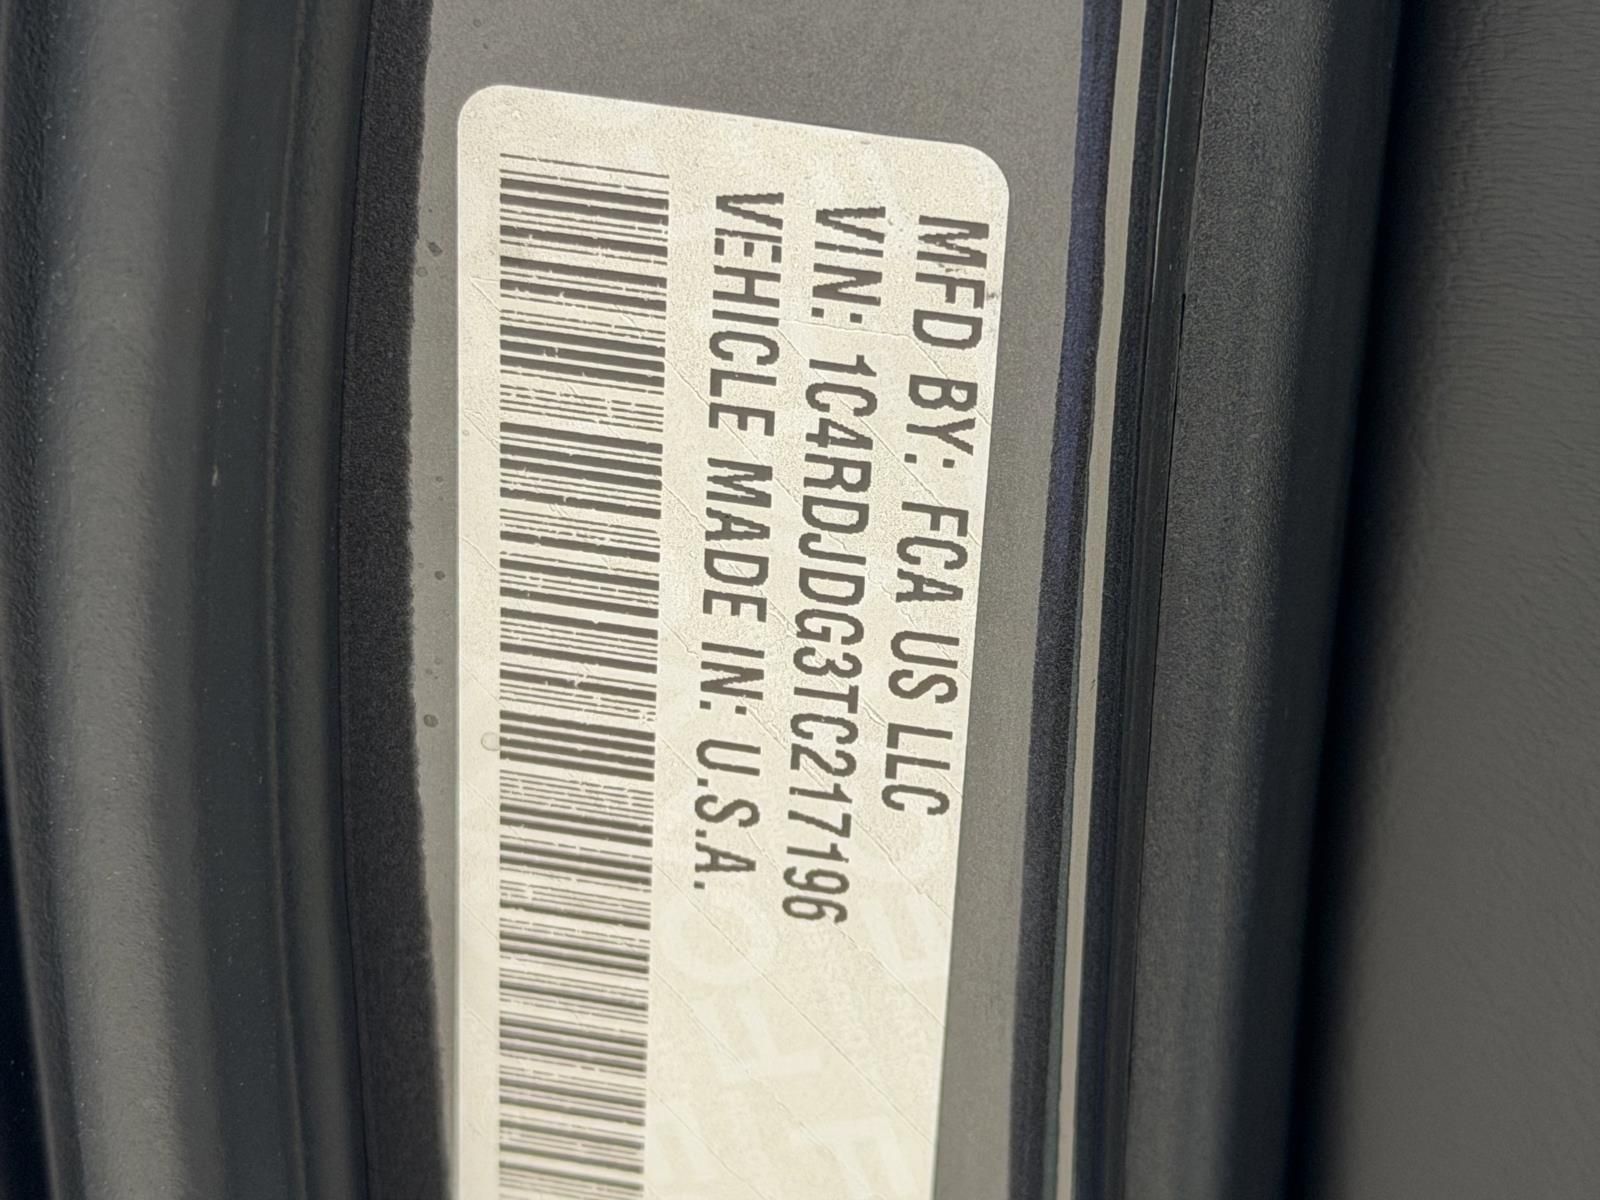 MFD BY: FCA US LLC
VIN: 1C4RDJDG3TC217196
VEHICLE MADE IN: U.S.A.